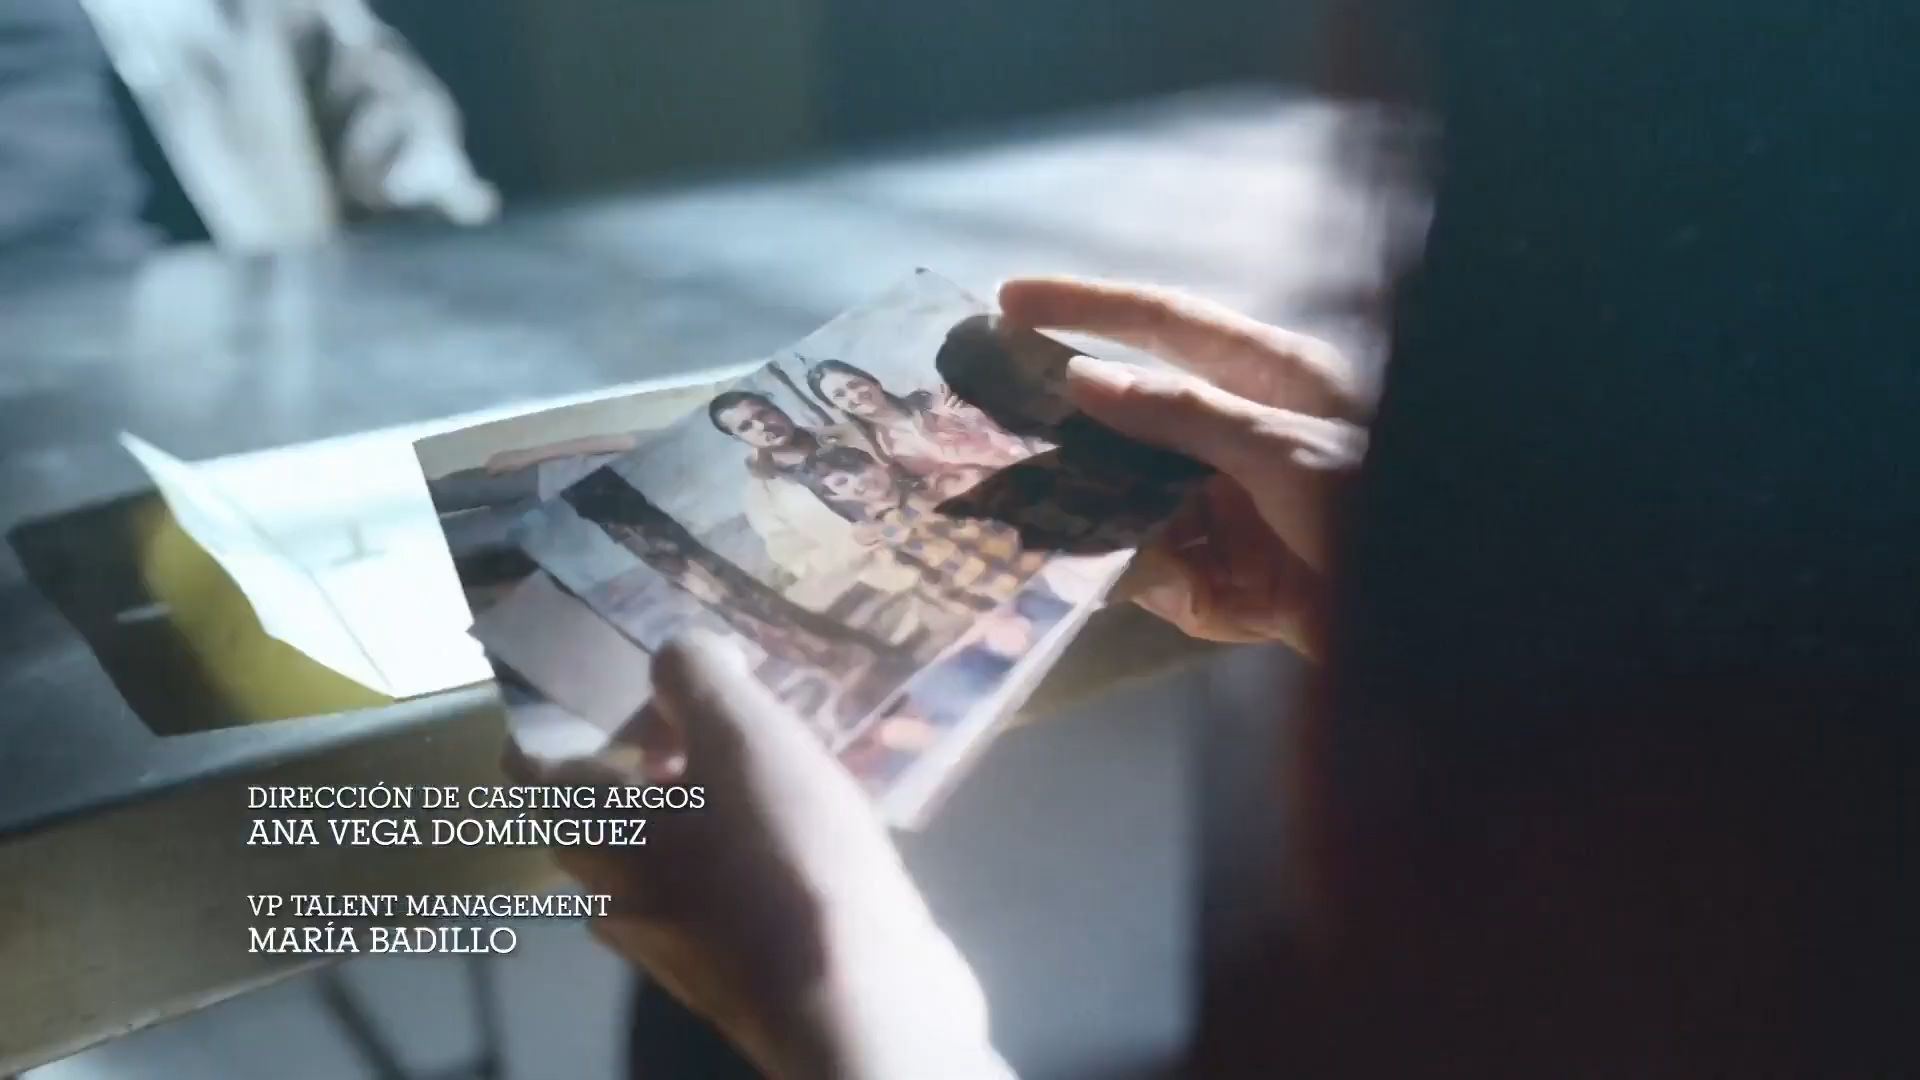 DIRECCIÓN DE CASTING ARGOS
ANA VEGA DOMÍNGUEZ
VP TALENT MANAGEMENT
MARÍA BADILLO